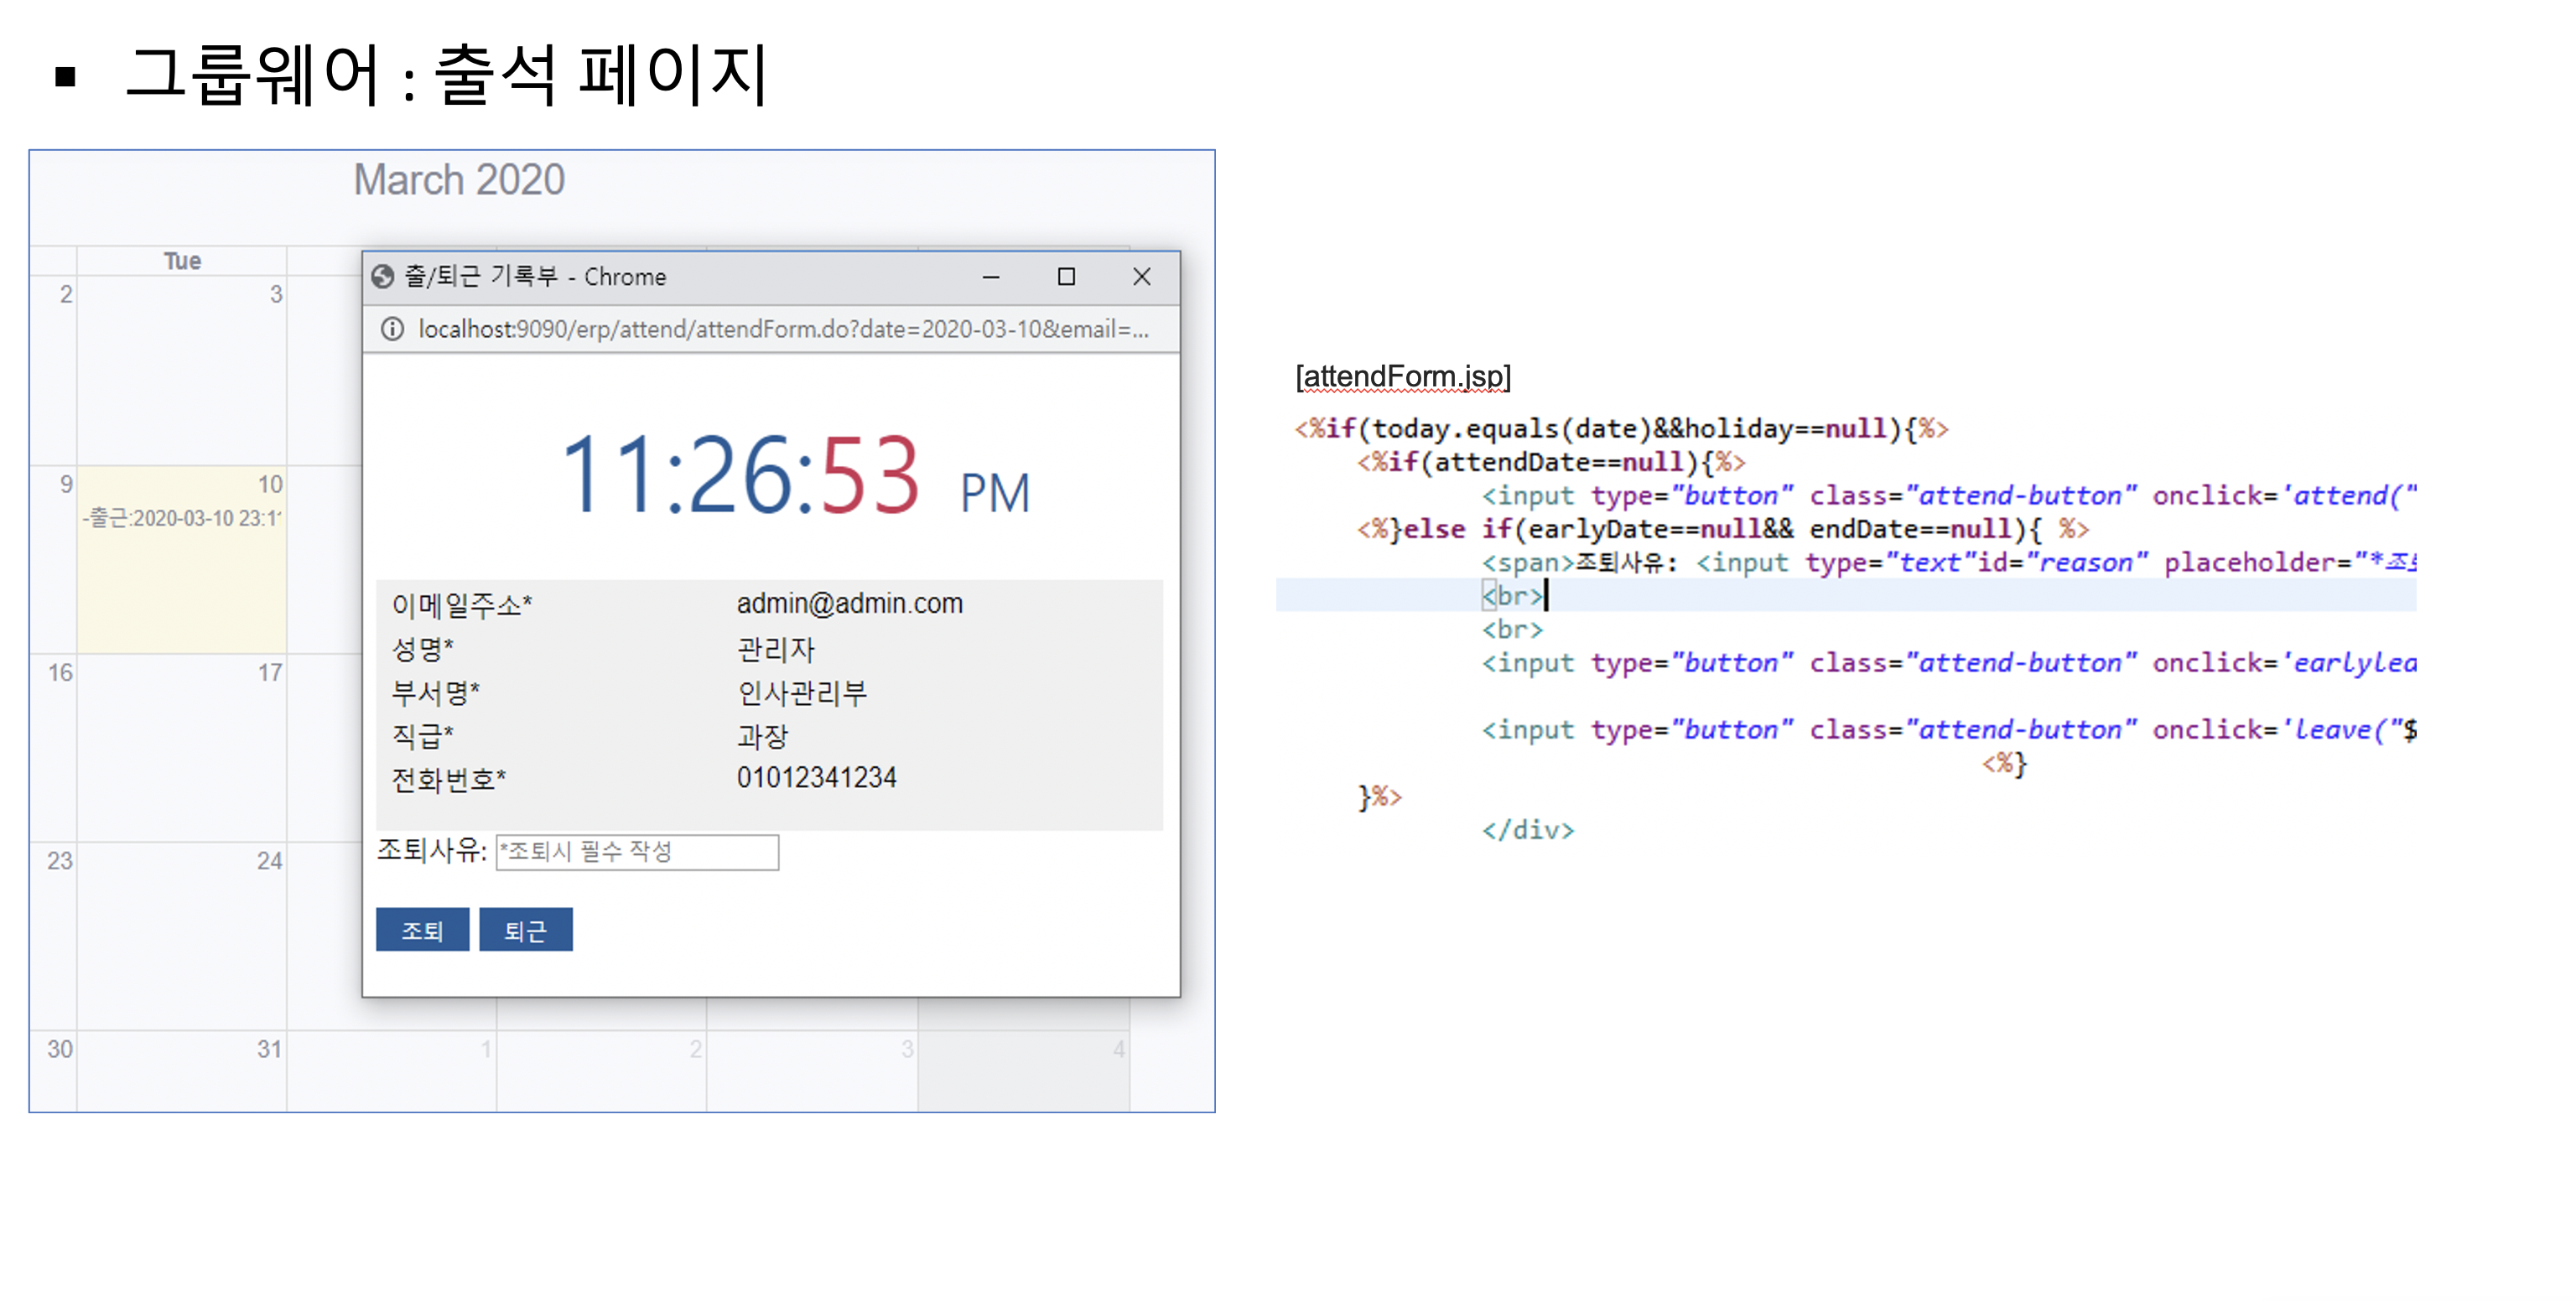 ▪ 그룹웨어 : 출석 페이지
March 2020
Tue
2 3
9 10
-출근:2020-03-10 23:1
16 17
23 24
30 31 1 2 3 4
출/퇴근 기록부 - Chrome
localhost:9090/erp/attend/attendForm.do?date=2020-03-10&email=...
11:26:53 PM
이메일주소* admin@admin.com
성명* 관리자
부서명* 인사관리부
직급* 과장
전화번호* 01012341234
조퇴사유: *조퇴시 필수 작성
조퇴 퇴근
[attendForm.jsp]
<%if(today.equals(date)&&holiday==null){%>
<%if(attendDate==null){%>
<input type="button" class="attend-button" onclick='attend("
<%}else if(earlyDate==null&& endDate==null){ %>
<span>조퇴사유: <input type="text"id="reason" placeholder="*조
<br>
<br>
<input type="button" class="attend-button" onclick='earlylea
<input type="button" class="attend-button" onclick='leave("$
<%}
}%>
</div>